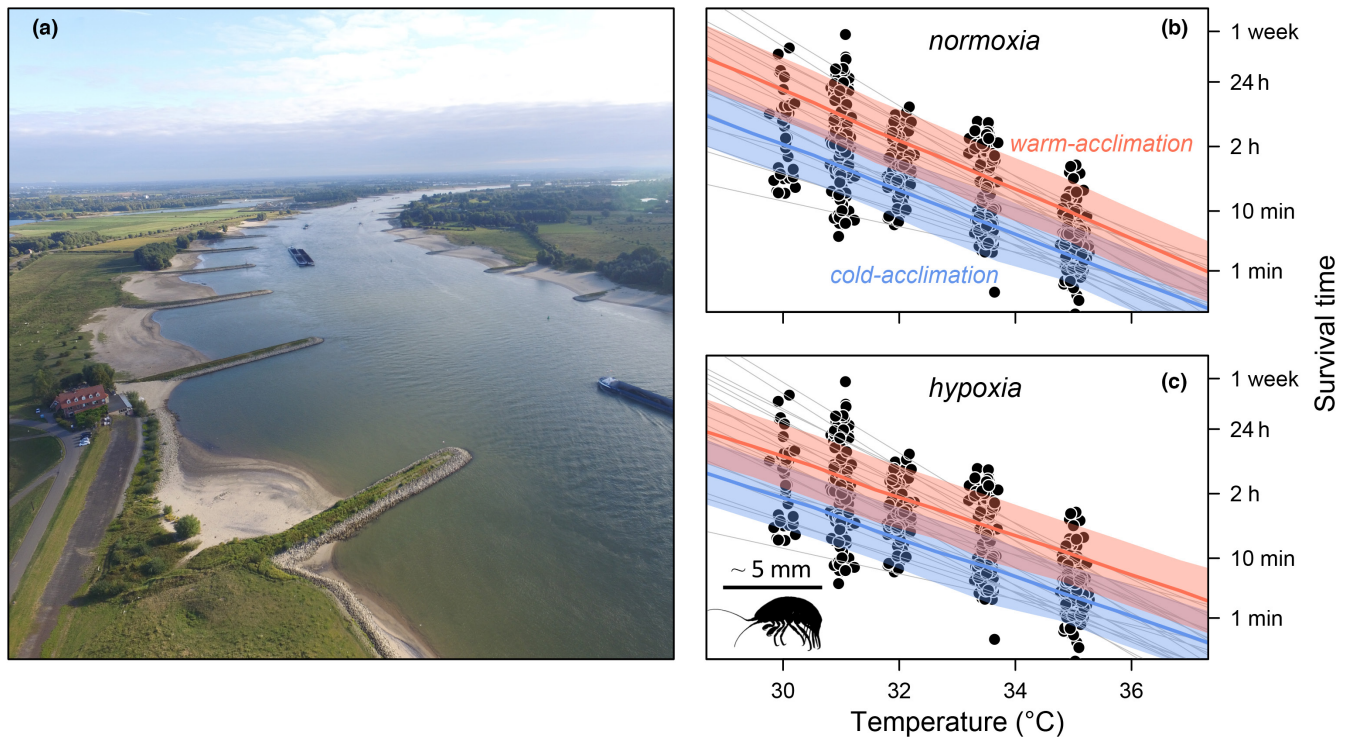 (a)
(b)
normoxia
warm-acclimation
cold-acclimation
1 week
24 h
2 h
10 min
1 min
(c)
hypoxia
~ 5 mm
1 week
24 h
2 h
10 min
1 min
30 32 34 36
Temperature (°C)
Survival time